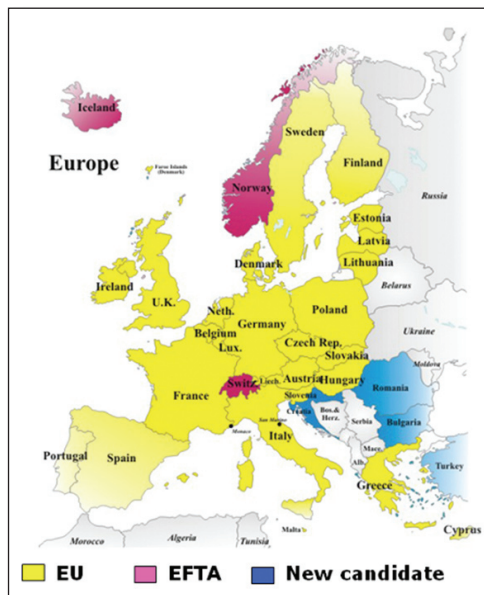 Iceland
Europe
Faroe Islands
(Denmark)
Sweden
Finland
Norway
Russia
Estonia
Latvia
Lithuania
Denmark
Belarus
Ireland
U.K.
Neth.
Belgium
Lux.
Germany
Poland
Czech Rep.
Slovakia
Ukraine
Moldova
France
Switz.
Liech.
Austria
Hungary
Slovenia
Croatia
Romania
San Marino
Bos.&
Herz.
Serbia
Bulgaria
Monaco
Italy
Mace.
Alb.
Portugal
Spain
Greece
Turkey
Malta
Cyprus
Morocco
Algeria
Tunisia
EU
EFTA
New candidate